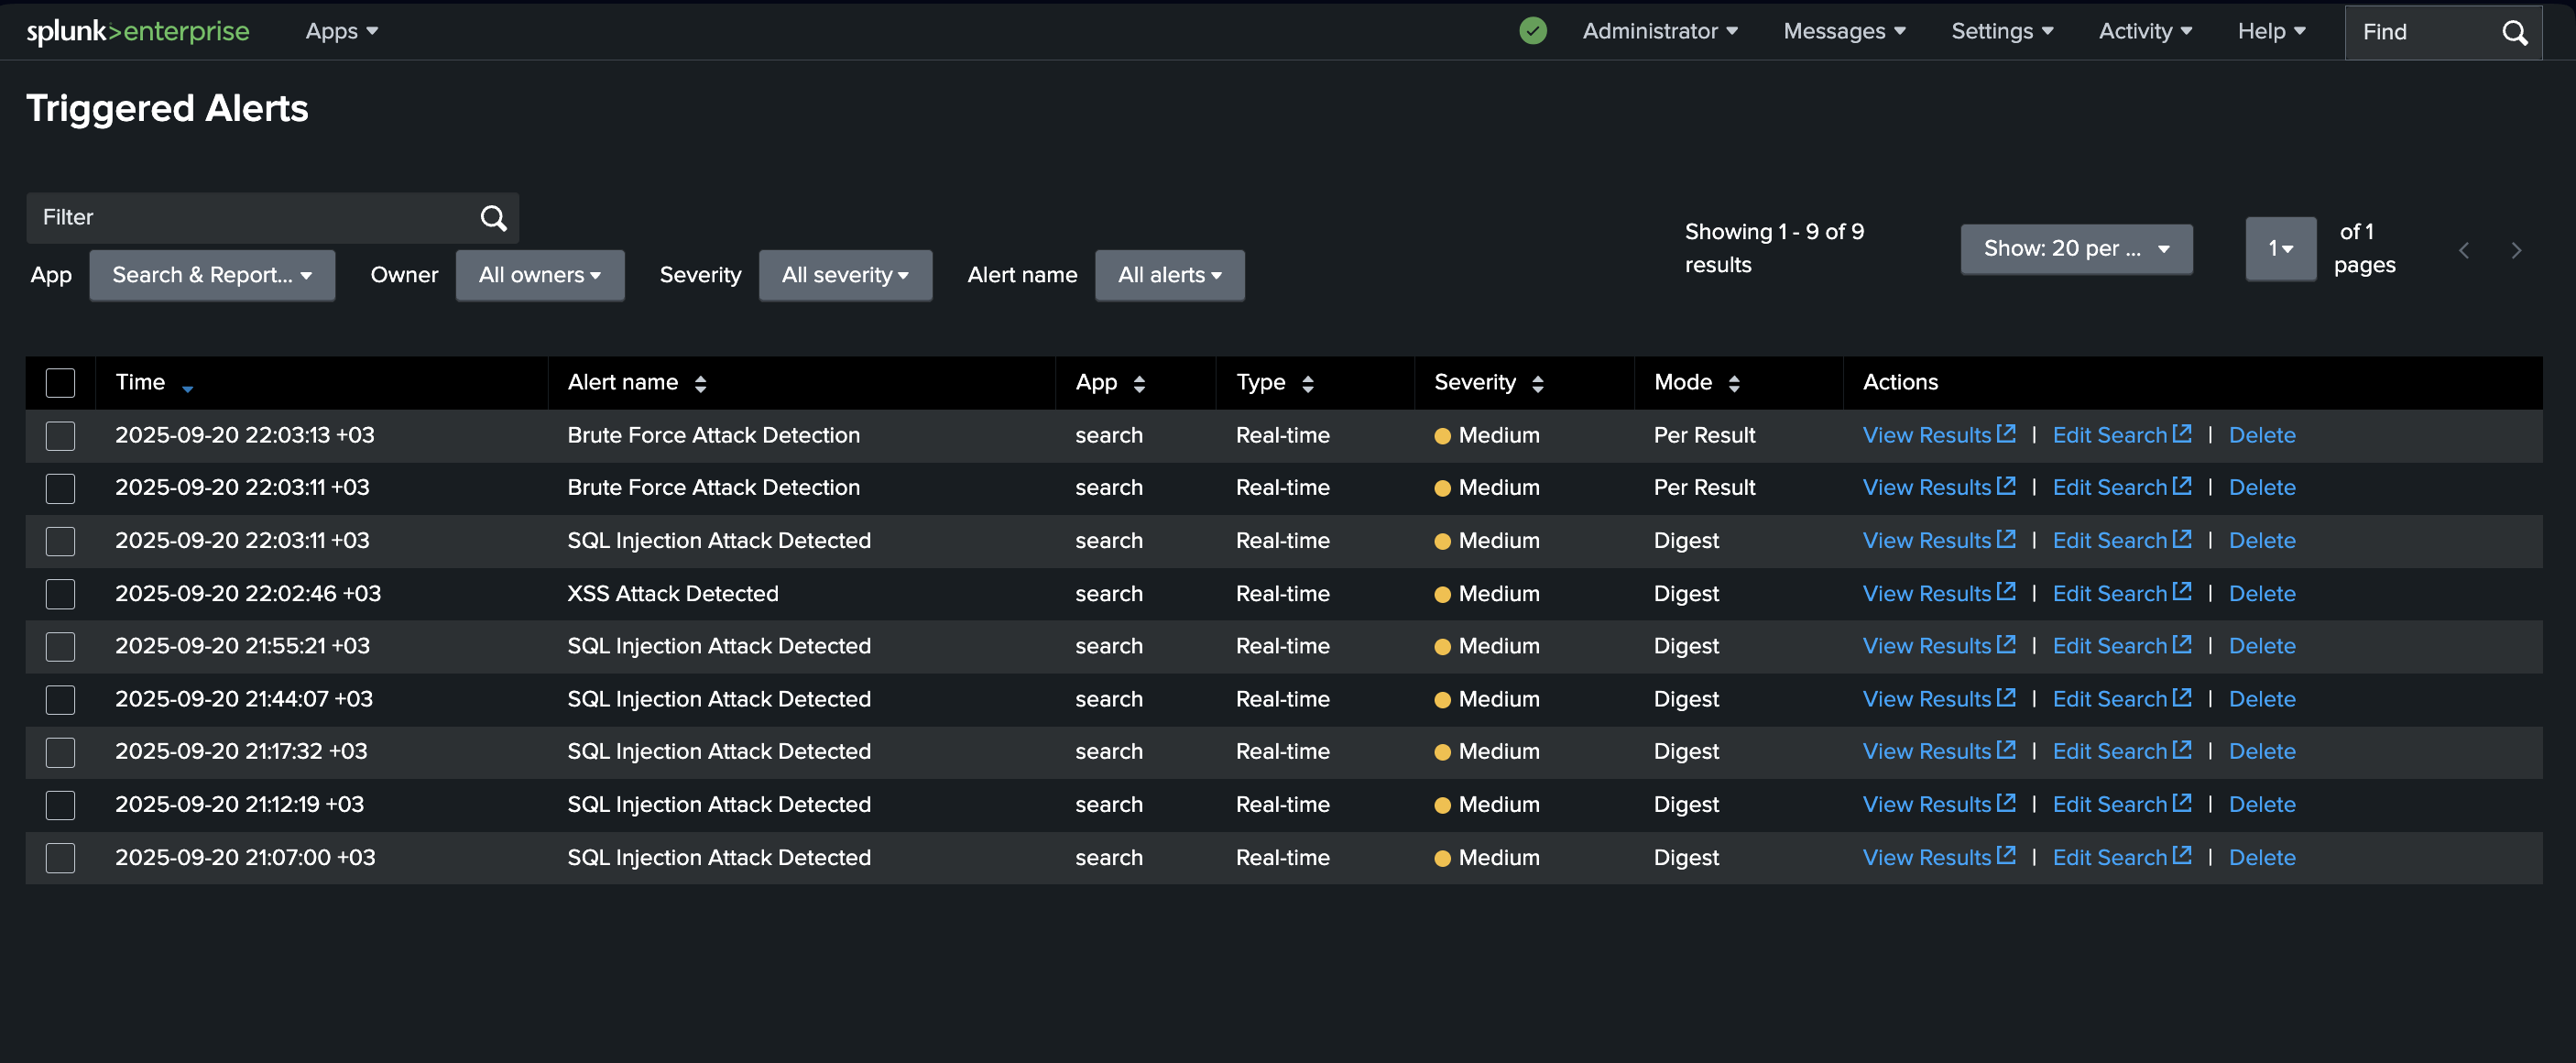 splunk>enterprise Apps Administrator Messages Settings Activity Help Find
Triggered Alerts
Filter
Showing 1 - 9 of 9 results Show: 20 per ... 1 of 1 pages
App Search & Report... Owner All owners Severity All severity Alert name All alerts
Time Alert name App Type Severity Mode Actions
2025-09-20 22:03:13 +03 Brute Force Attack Detection search Real-time Medium Per Result View Results | Edit Search | Delete
2025-09-20 22:03:11 +03 Brute Force Attack Detection search Real-time Medium Per Result View Results | Edit Search | Delete
2025-09-20 22:03:11 +03 SQL Injection Attack Detected search Real-time Medium Digest View Results | Edit Search | Delete
2025-09-20 22:02:46 +03 XSS Attack Detected search Real-time Medium Digest View Results | Edit Search | Delete
2025-09-20 21:55:21 +03 SQL Injection Attack Detected search Real-time Medium Digest View Results | Edit Search | Delete
2025-09-20 21:44:07 +03 SQL Injection Attack Detected search Real-time Medium Digest View Results | Edit Search | Delete
2025-09-20 21:17:32 +03 SQL Injection Attack Detected search Real-time Medium Digest View Results | Edit Search | Delete
2025-09-20 21:12:19 +03 SQL Injection Attack Detected search Real-time Medium Digest View Results | Edit Search | Delete
2025-09-20 21:07:00 +03 SQL Injection Attack Detected search Real-time Medium Digest View Results | Edit Search | Delete